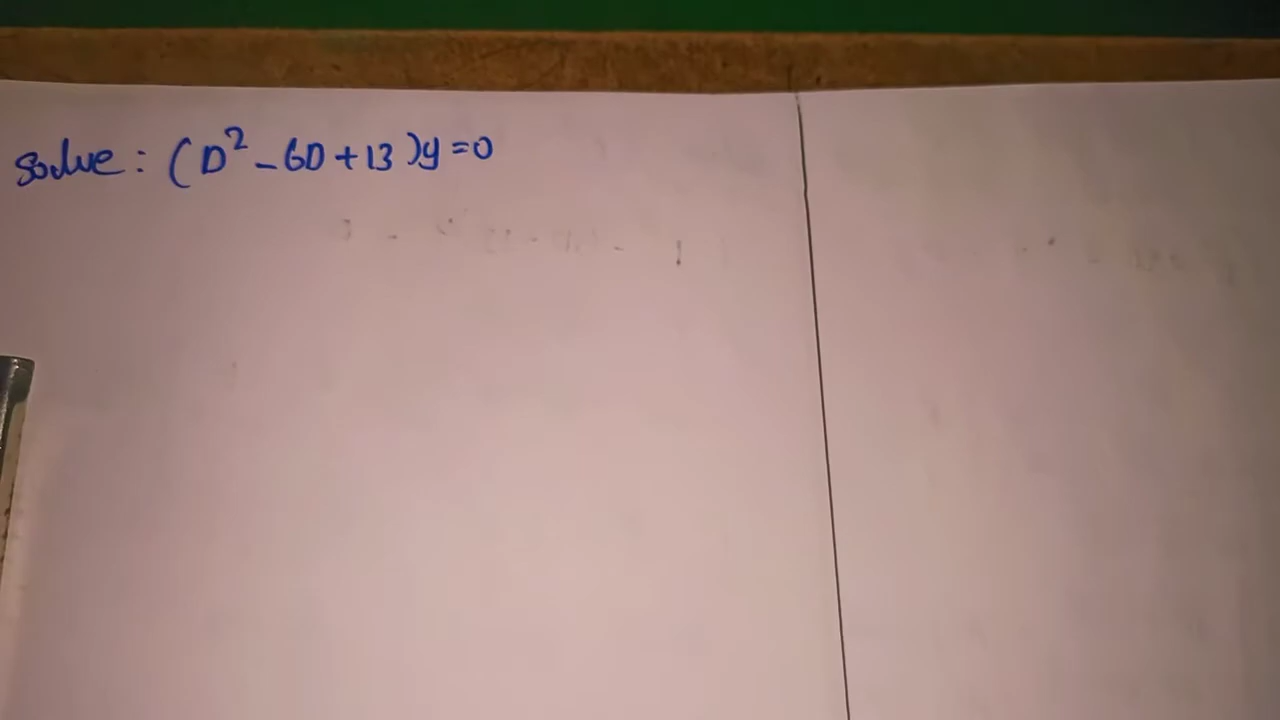 solve: (D² - 6D + 13)y = 0